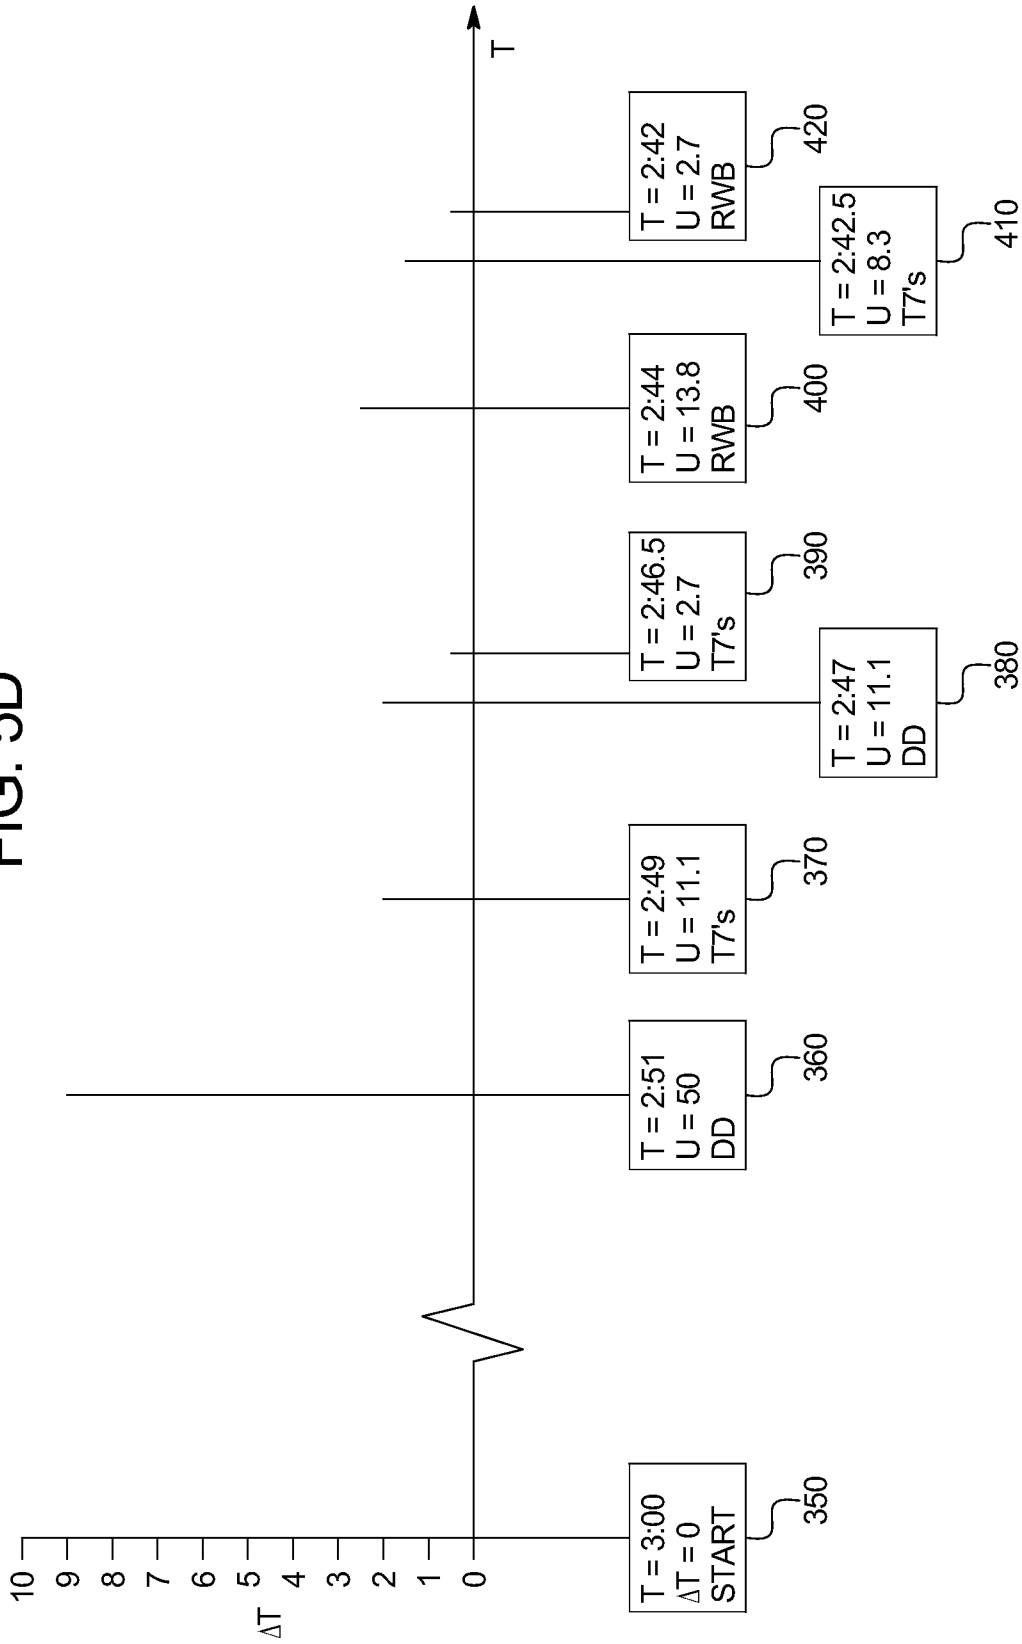 FIG.
10
9
8
7
6
5
4
3
2
1
0
ΔT
T
T = 3:00
ΔT = 0
START
350
T = 2:51
U = 50
DD
360
T = 2:49
U = 11.1
T7's
370
T = 2:47
U = 11.1
DD
380
T = 2:46.5
U = 2.7
T7's
390
T = 2:44
U = 13.8
RWB
400
T = 2:42.5
U = 8.3
T7's
410
T = 2:42
U = 2.7
RWB
420